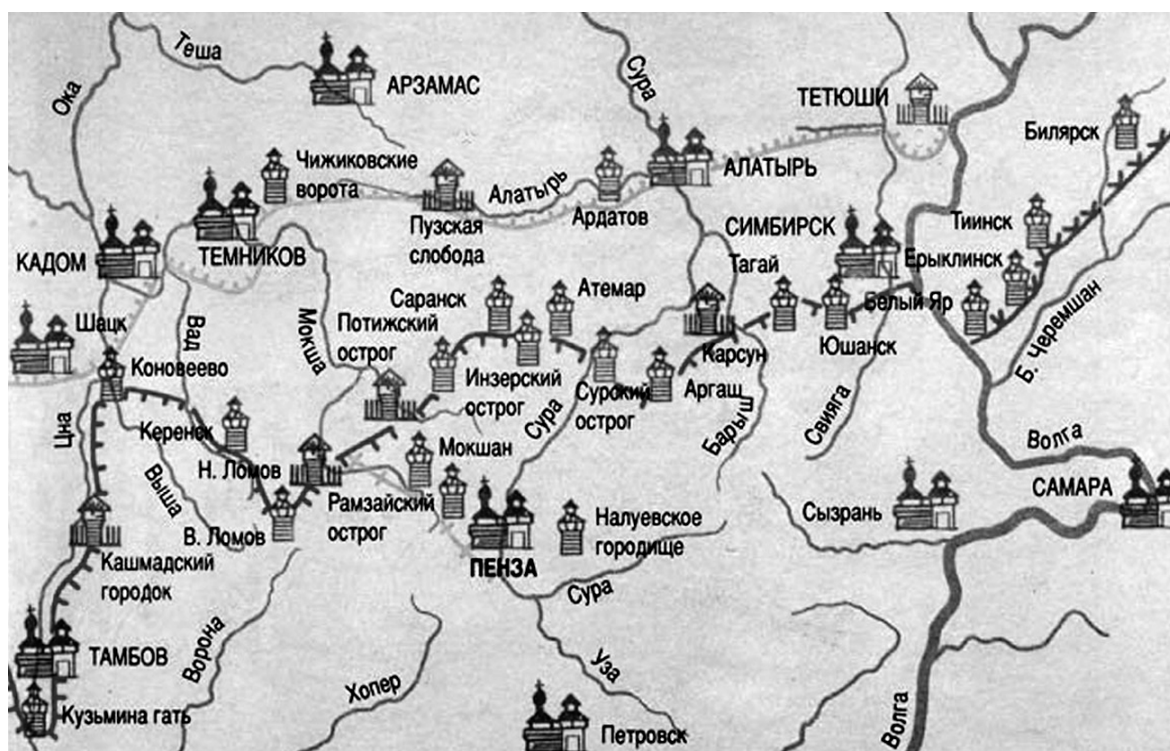 Теша
АРЗАМАС
Ока
Сура
ТЕТЮШИ
Билярск
Чижиковские
ворота
Алатырь
АЛАТЫРЬ
Ардатов
Пузская
слобода
ТЕМНИКОВ
КАДОМ
СИМБИРСК
Тиинск
Ерыклинск
Тагай
Саранск
Атемар
Белый Яр
Б. Черемшан
Шацк
Вад
Мокша
Потижский
острог
Карсун
Юшанск
Коновеево
Инзерский
острог
Сурский
острог
Аргаш
Цна
Керенск
Сура
Барыш
Свияга
Волга
Мокшан
Н. Ломов
Выша
Рамзайский
острог
САМАРА
Сызрань
Налуевское
городище
В. Ломов
Кашмадский
городок
ПЕНЗА
Сура
ТАМБОВ
Ворона
Хопер
Уза
Кузьмина гать
Петровск
Волга